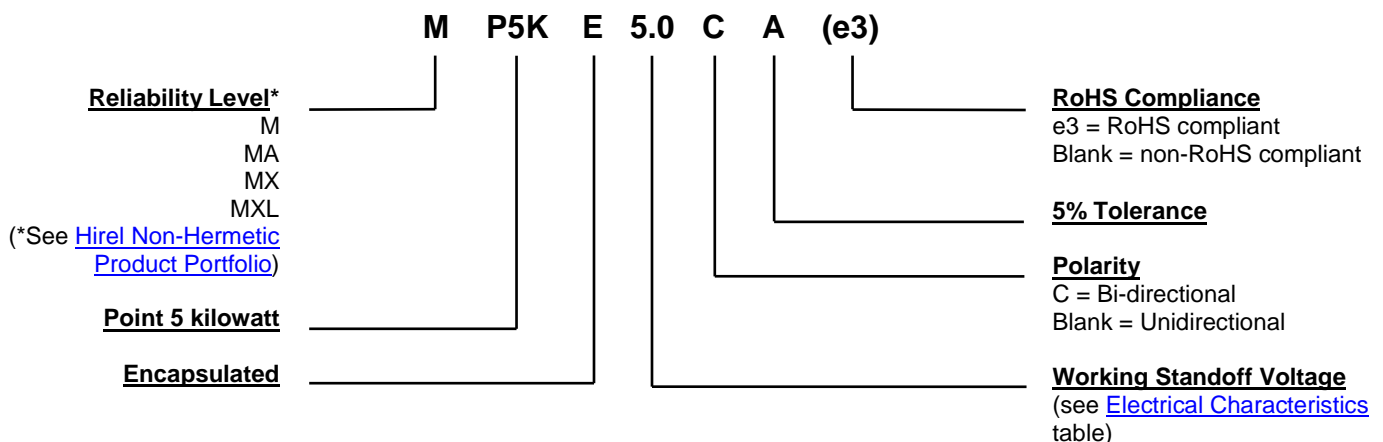 M P5K E 5.0 C A (e3)
Reliability Level*
M
MA
MX
MXL
(*See Hirel Non-Hermetic
Product Portfolio)
Point 5 kilowatt
Encapsulated
RoHS Compliance
e3 = RoHS compliant
Blank = non-RoHS compliant
5% Tolerance
Polarity
C = Bi-directional
Blank = Unidirectional
Working Standoff Voltage
(see Electrical Characteristics
table)